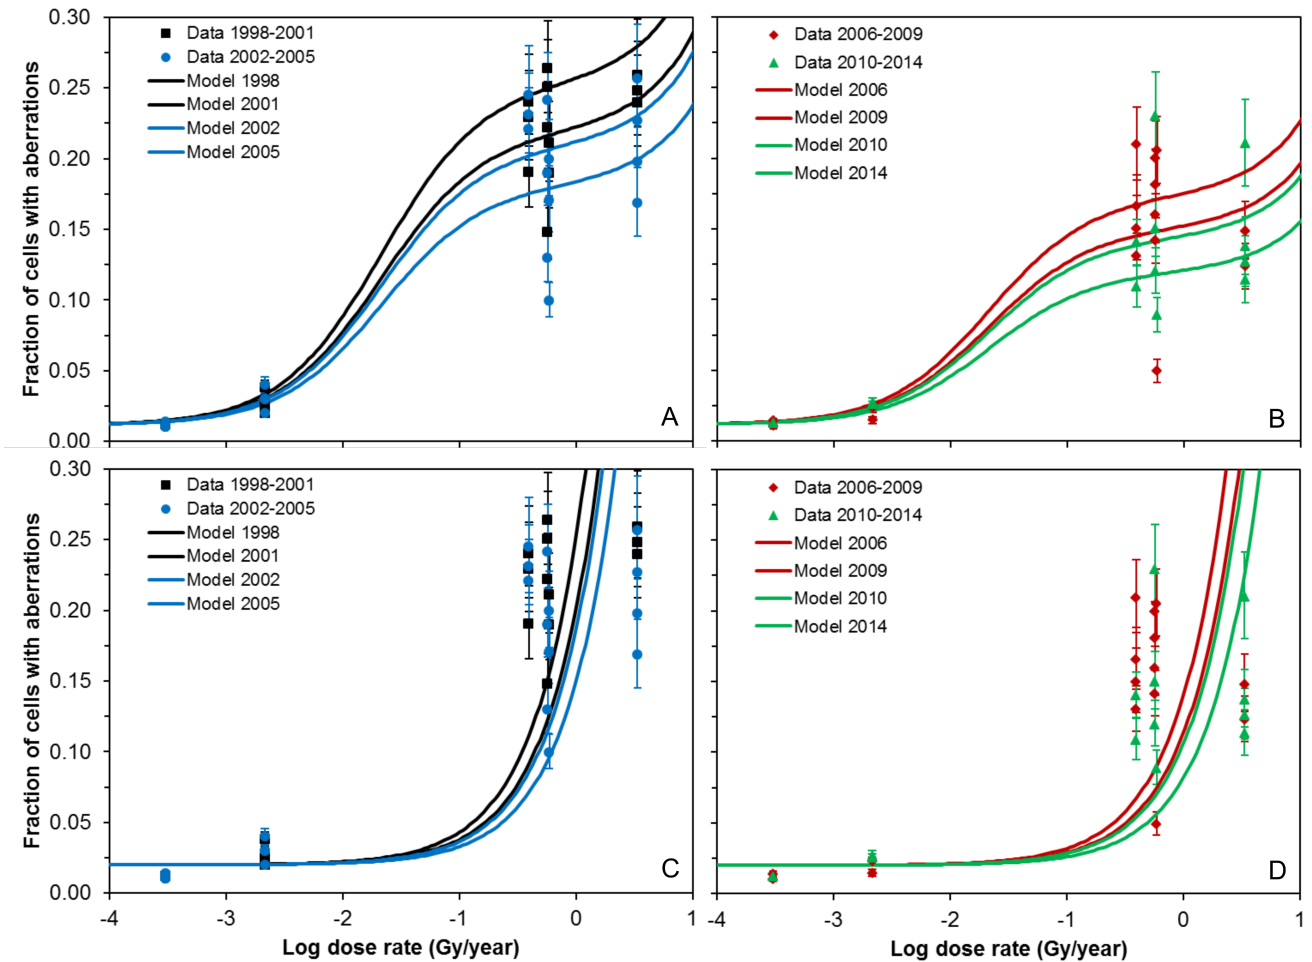 Fraction of cells with aberrations
0.30
0.25
0.20
0.15
0.10
0.05
0.00
Data 1998-2001
Data 2002-2005
Model 1998
Model 2001
Model 2002
Model 2005
A
Data 2006-2009
Data 2010-2014
Model 2006
Model 2009
Model 2010
Model 2014
B
Fraction of cells with aberrations
0.30
0.25
0.20
0.15
0.10
0.05
0.00
Data 1998-2001
Data 2002-2005
Model 1998
Model 2001
Model 2002
Model 2005
C
Data 2006-2009
Data 2010-2014
Model 2006
Model 2009
Model 2010
Model 2014
D
-4 -3 -2 -1 0 1
-4 -3 -2 -1 0 1
Log dose rate (Gy/year)
Log dose rate (Gy/year)